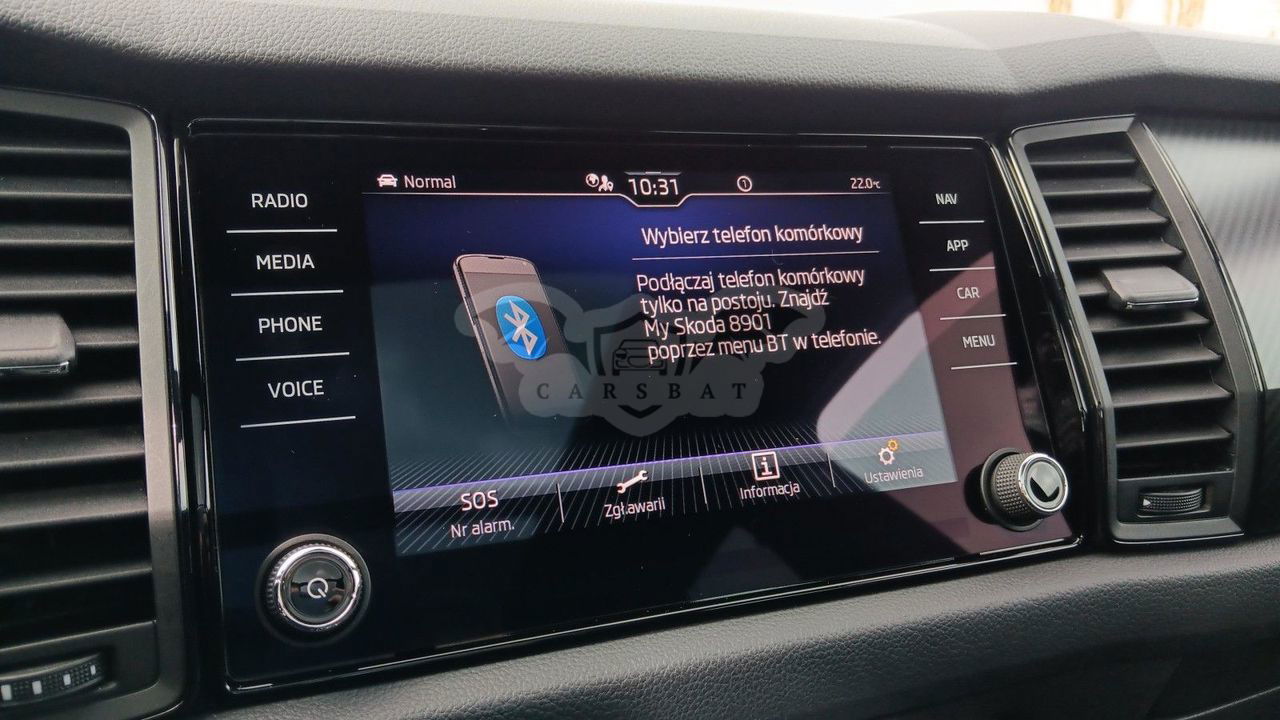 Normal
10:31
1
22.0°C
RADIO
MEDIA
PHONE
VOICE
Wybierz telefon komórkowy
Podłączaj telefon komórkowy
tylko na postoju. Znajdź
My Skoda 8901
poprzez menu BT w telefonie.
NAV
APP
CAR
MENU
CARSBAT
SOS
Nr alarm.
Zgł.awarii
Informacja
Ustawienia